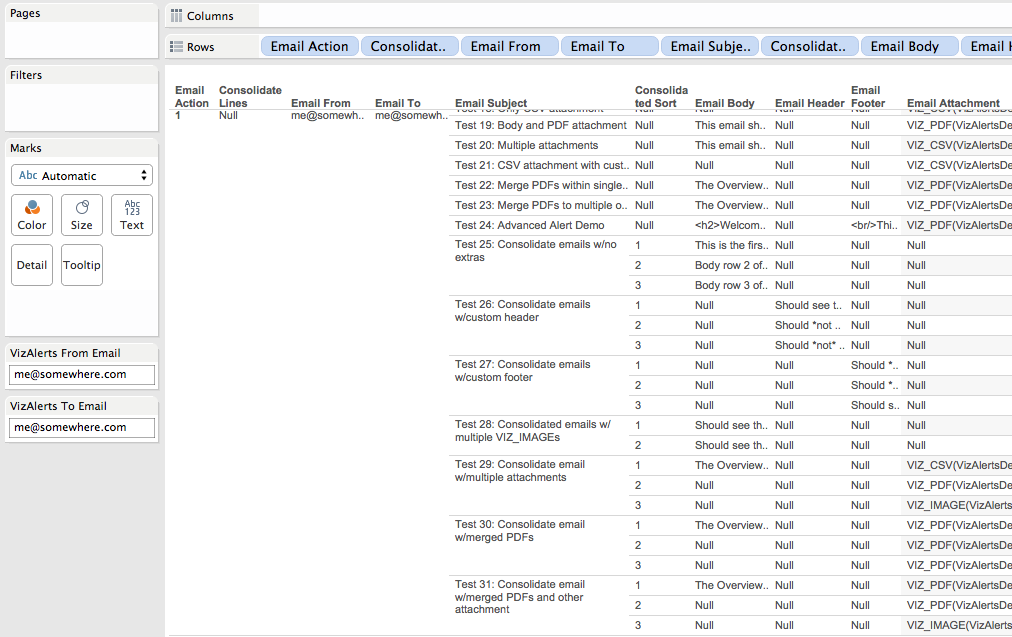 Pages
Columns
Rows
Email Action
Consolidat..
Email From
Email To
Email Subje..
Consolidat..
Email Body
Email
Filters
Marks
Abc Automatic
Color
Size
Abc
123
Text
Detail
Tooltip
VizAlerts From Email
me@somewhere.com
VizAlerts To Email
me@somewhere.com
Email
Action
Consolidate
Lines
Email From
Email To
Email Subject
Consolida
ted Sort
Email Body
Email Header
Email
Footer
Email Attachment
1 Null me@somewh.. me@somewh..
Test 18: Only CSV attachment Null Null Null Null VIZ_CSV(VizAlertsDe
Test 19: Body and PDF attachment Null This email sh.. Null Null VIZ_PDF(VizAlertsDe
Test 20: Multiple attachments Null This email sh.. Null Null VIZ_CSV(VizAlertsDe
Test 21: CSV attachment with cust.. Null Null Null Null VIZ_CSV(VizAlertsDe
Test 22: Merge PDFs within single.. Null The Overview.. Null Null VIZ_PDF(VizAlertsDe
Test 23: Merge PDFs to multiple o.. Null The Overview.. Null Null VIZ_PDF(VizAlertsDe
Test 24: Advanced Alert Demo Null <h2>Welcom.. Null <br/>Thi.. VIZ_PDF(VizAlertsDe
Test 25: Consolidate emails w/no
extras
1 This is the firs.. Null Null Null
2 Body row 2 of.. Null Null Null
3 Body row 3 of.. Null Null Null
Test 26: Consolidate emails
w/custom header
1 Null Should see t.. Null Null
2 Null Should *not .. Null Null
3 Null Should *not* .. Null Null
Test 27: Consolidate emails
w/custom footer
1 Null Null Should *.. Null
2 Null Null Should *.. Null
3 Null Null Should s.. Null
Test 28: Consolidated emails w/
multiple VIZ_IMAGEs
1 Should see th.. Null Null Null
2 Should see th.. Null Null Null
Test 29: Consolidate email
w/multiple attachments
1 The Overview.. Null Null VIZ_CSV(VizAlertsDe
2 Null Null Null VIZ_PDF(VizAlertsDe
3 Null Null Null VIZ_IMAGE(VizAlerts
Test 30: Consolidate email
w/merged PDFs
1 The Overview.. Null Null VIZ_PDF(VizAlertsDe
2 Null Null Null VIZ_PDF(VizAlertsDe
3 Null Null Null VIZ_PDF(VizAlertsDe
Test 31: Consolidate email
w/merged PDFs and other
attachment
1 The Overview.. Null Null VIZ_PDF(VizAlertsDe
2 Null Null Null VIZ_PDF(VizAlertsDe
3 Null Null Null VIZ_IMAGE(VizAlerts